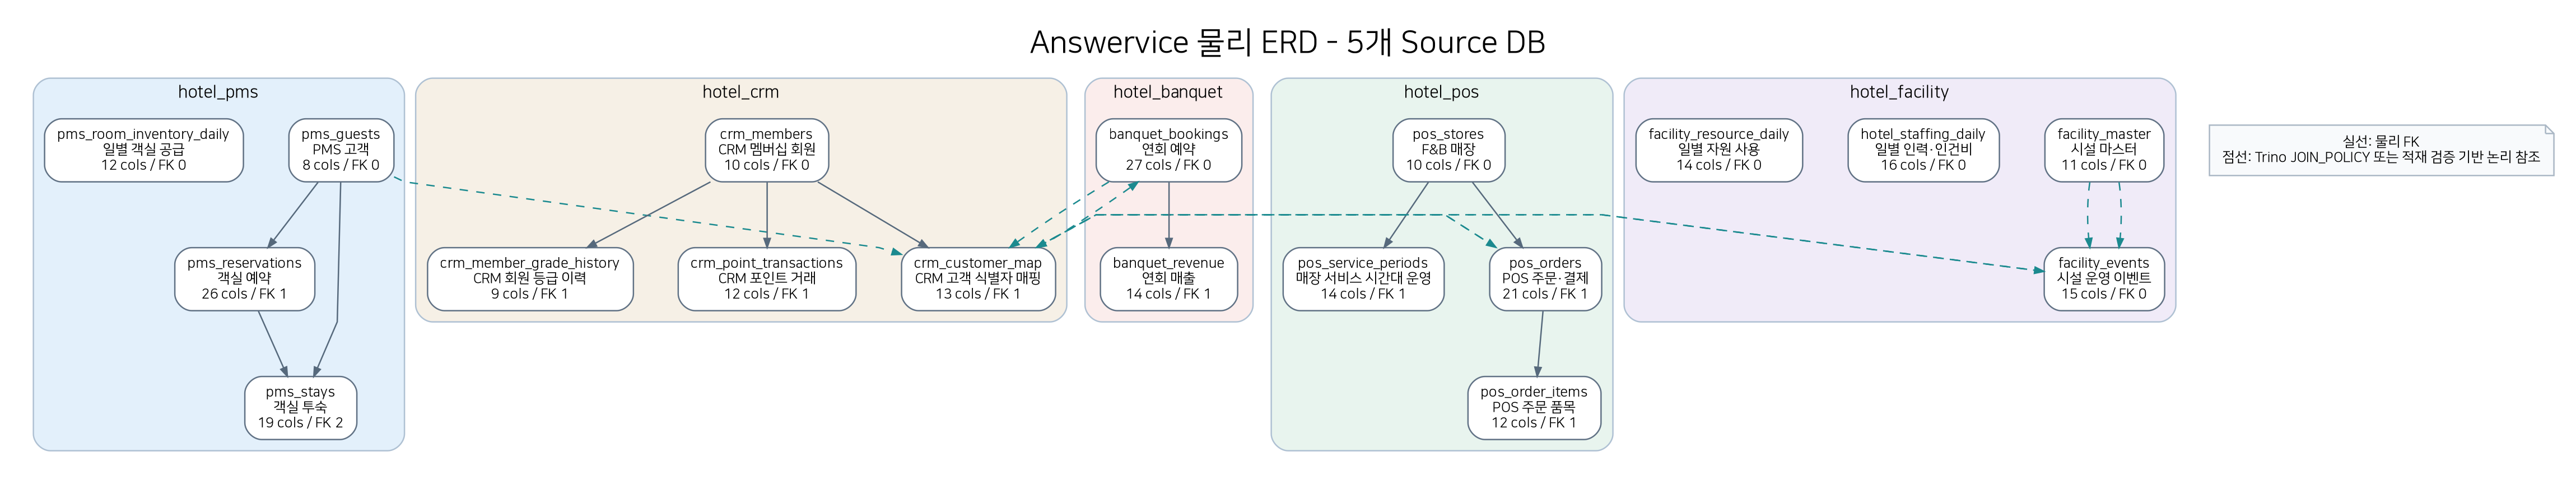 Answervice 물리 ERD - 5개 Source DB
hotel_pms
pms_room_inventory_daily
일별 객실 공급
12 cols / FK 0
pms_guests
PMS 고객
8 cols / FK 0
pms_reservations
객실 예약
26 cols / FK 1
pms_stays
객실 투숙
19 cols / FK 2
hotel_crm
crm_members
CRM 멤버십 회원
10 cols / FK 0
crm_member_grade_history
CRM 회원 등급 이력
9 cols / FK 1
crm_point_transactions
CRM 포인트 거래
12 cols / FK 1
crm_customer_map
CRM 고객 식별자 매핑
13 cols / FK 1
hotel_banquet
banquet_bookings
연회 예약
27 cols / FK 0
banquet_revenue
연회 매출
14 cols / FK 1
hotel_pos
pos_stores
F&B 매장
10 cols / FK 0
pos_service_periods
매장 서비스 시간대 운영
14 cols / FK 1
pos_orders
POS 주문·결제
21 cols / FK 1
pos_order_items
POS 주문 품목
12 cols / FK 1
hotel_facility
facility_resource_daily
일별 자원 사용
14 cols / FK 0
hotel_staffing_daily
일별 인력·인건비
16 cols / FK 0
facility_master
시설 마스터
11 cols / FK 0
facility_events
시설 운영 이벤트
15 cols / FK 0
실선: 물리 FK
점선: Trino JOIN_POLICY 또는 적재 검증 기반 논리 참조